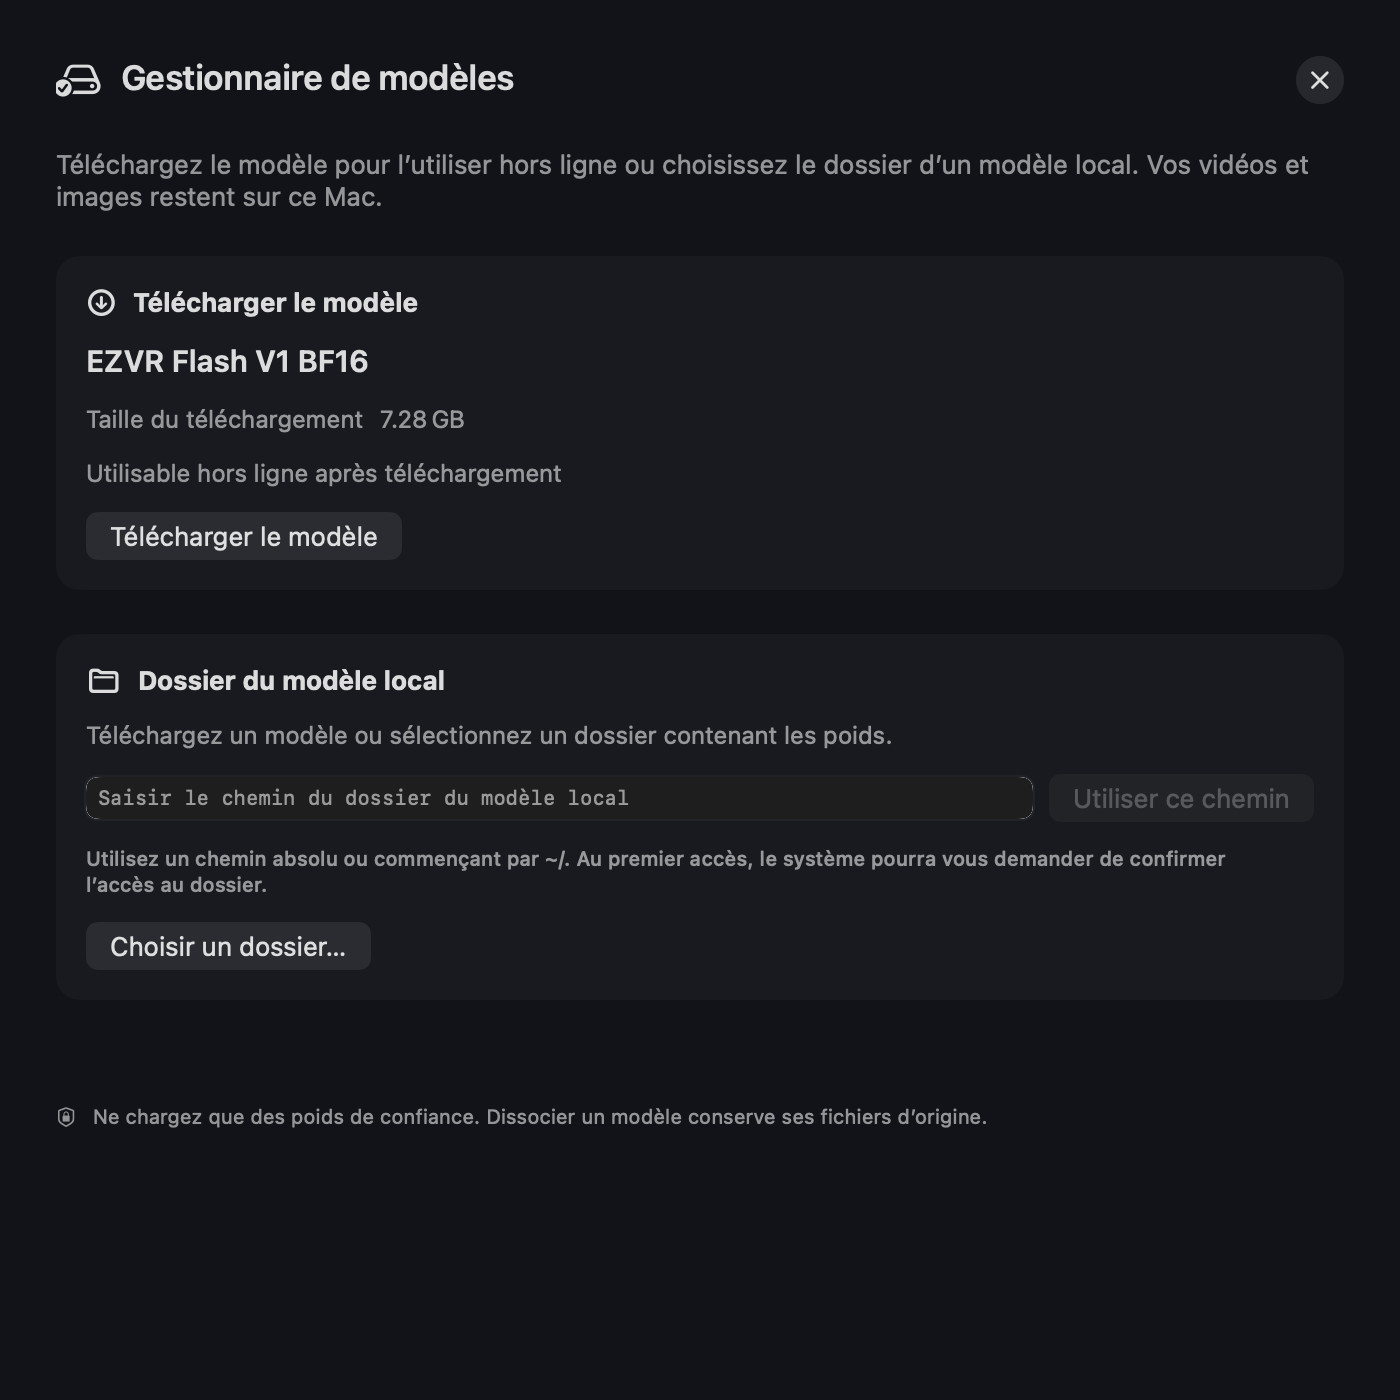 Gestionnaire de modèles
Téléchargez le modèle pour l’utiliser hors ligne ou choisissez le dossier d’un modèle local. Vos vidéos et
images restent sur ce Mac.
Télécharger le modèle
EZVR Flash V1 BF16
Taille du téléchargement 7.28 GB
Utilisable hors ligne après téléchargement
Télécharger le modèle
Dossier du modèle local
Téléchargez un modèle ou sélectionnez un dossier contenant les poids.
Saisir le chemin du dossier du modèle local
Utiliser ce chemin
Utilisez un chemin absolu ou commençant par ~/. Au premier accès, le système pourra vous demander de confirmer
l’accès au dossier.
Choisir un dossier...
Ne chargez que des poids de confiance. Dissocier un modèle conserve ses fichiers d’origine.